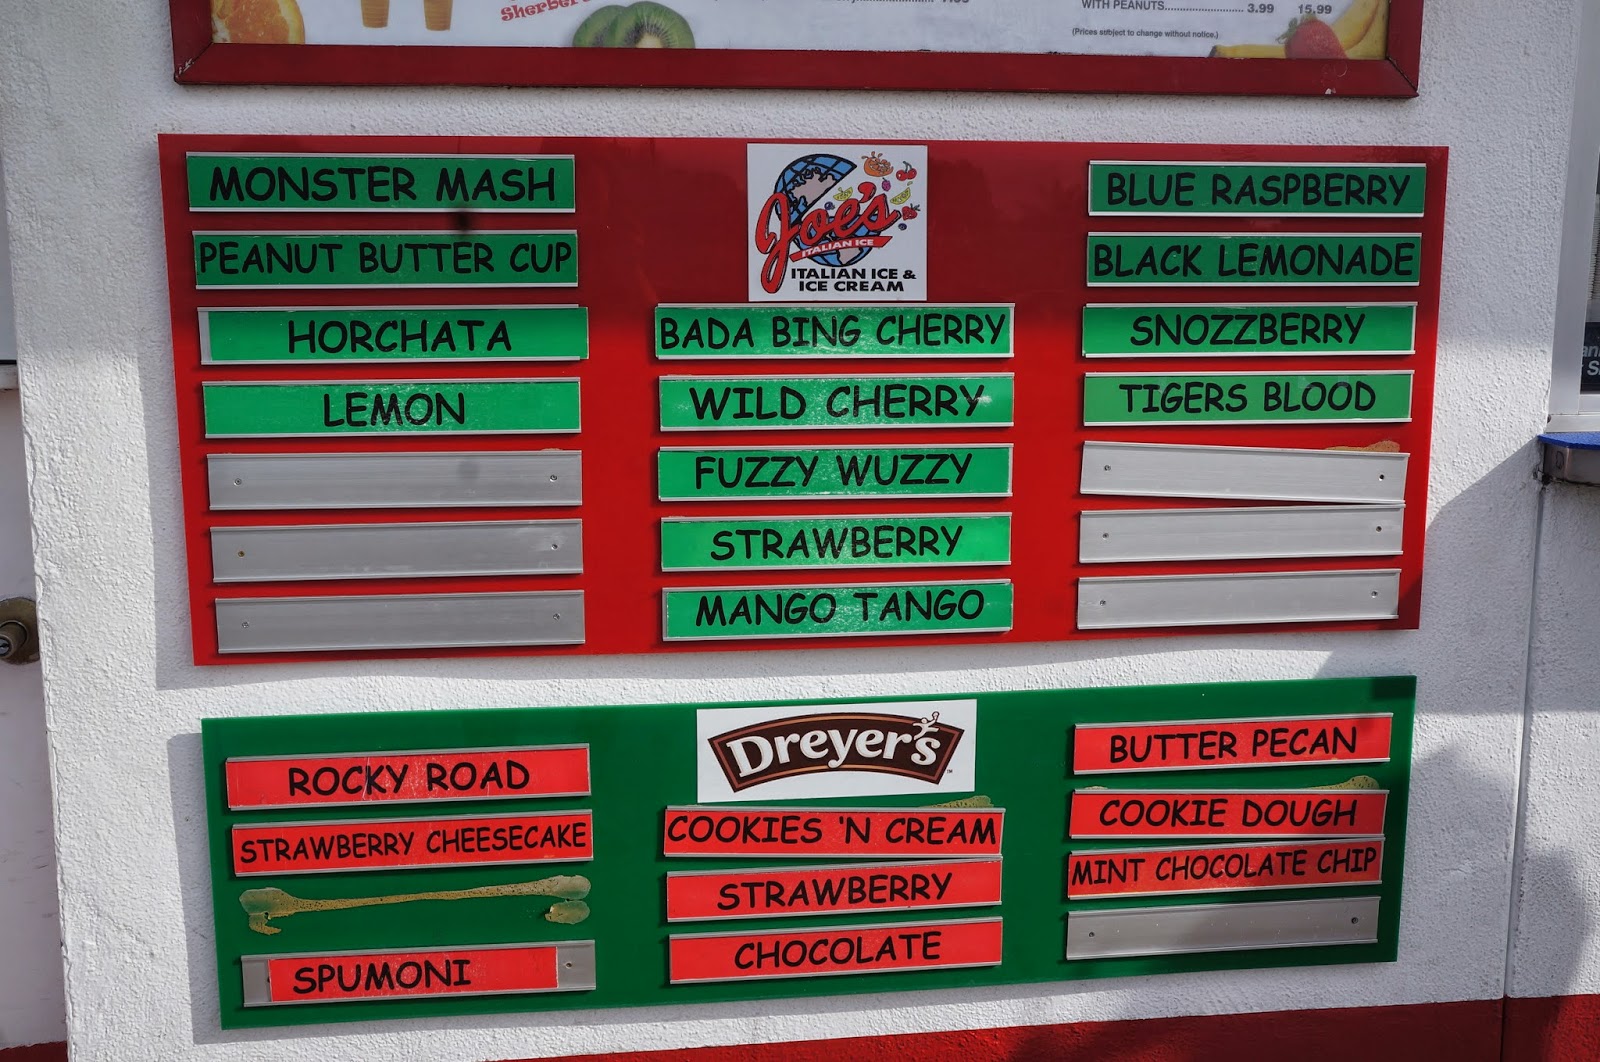 Sherber
WITH PEANUTS 3.99 15.99
(Prices subject to change without notice.)
MONSTER MASH
PEANUT BUTTER CUP
HORCHATA
LEMON
Joe's
ITALIAN ICE
ITALIAN ICE &
ICE CREAM
BADA BING CHERRY
WILD CHERRY
FUZZY WUZZY
STRAWBERRY
MANGO TANGO
BLUE RASPBERRY
BLACK LEMONADE
SNOZZBERRY
TIGERS BLOOD
ROCKY ROAD
STRAWBERRY CHEESECAKE
SPUMONI
Dreyer's
COOKIES 'N CREAM
STRAWBERRY
CHOCOLATE
BUTTER PECAN
COOKIE DOUGH
MINT CHOCOLATE CHIP